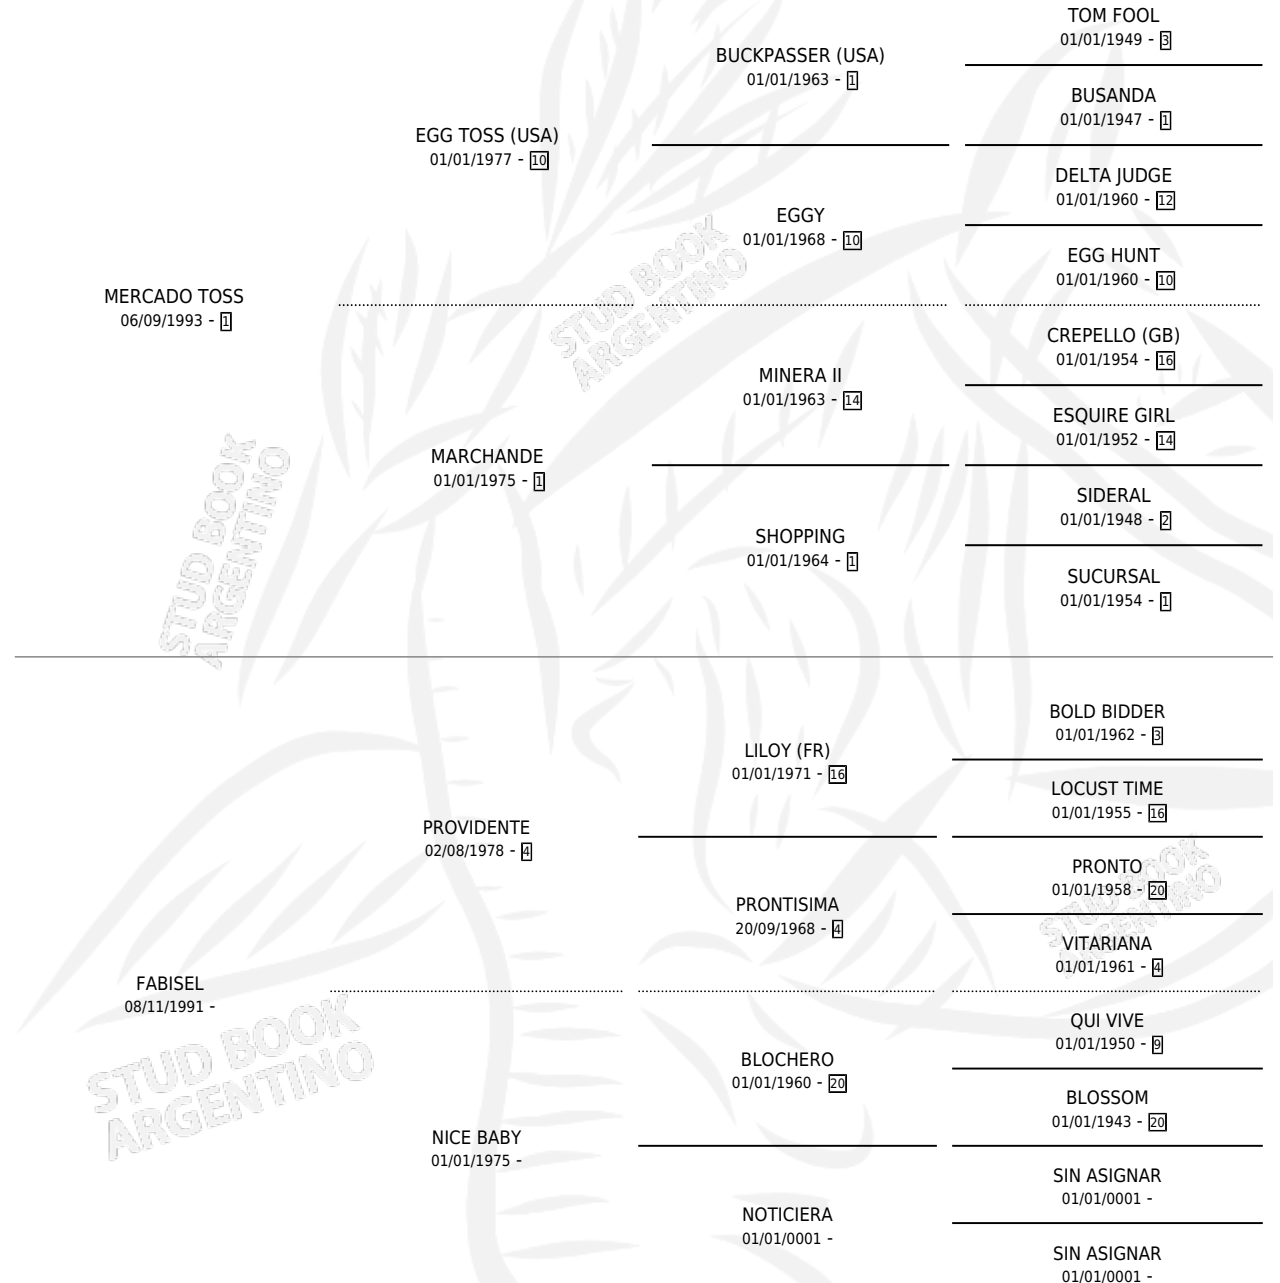 TOM FOOL
01/01/1949 - 3
BUCKPASSER (USA)
01/01/1963 - 1
BUSANDA
01/01/1947 - 1
EGG TOSS (USA)
01/01/1977 - 10
DELTA JUDGE
01/01/1960 - 12
EGGY
01/01/1968 - 10
EGG HUNT
01/01/1960 - 10
MERCADO TOSS
06/09/1993 - 1
STUD BOOK
ARGENTINO
CREPELLO (GB)
01/01/1954 - 16
MINERA II
01/01/1963 - 14
ESQUIRE GIRL
01/01/1952 - 14
MARCHANDE
01/01/1975 - 1
SIDERAL
01/01/1948 - 2
SHOPPING
01/01/1964 - 1
SUCURSAL
01/01/1954 - 1
STUD BOOK
ARGENTINO
BOLD BIDDER
01/01/1962 - 3
LILOY (FR)
01/01/1971 - 16
LOCUST TIME
01/01/1955 - 16
PROVIDENTE
02/08/1978 - 4
PRONTO
01/01/1958 - 20
PRONTISIMA
20/09/1968 - 4
STUD BOOK
ARGENTINO
VITARIANA
01/01/1961 - 4
FABISEL
08/11/1991 -
QUI VIVE
01/01/1950 - 9
BLOCHERO
01/01/1960 - 20
BLOSSOM
01/01/1943 - 20
STUD BOOK
ARGENTINO
NICE BABY
01/01/1975 -
SIN ASIGNAR
01/01/0001 -
NOTICIERA
01/01/0001 -
SIN ASIGNAR
01/01/0001 -